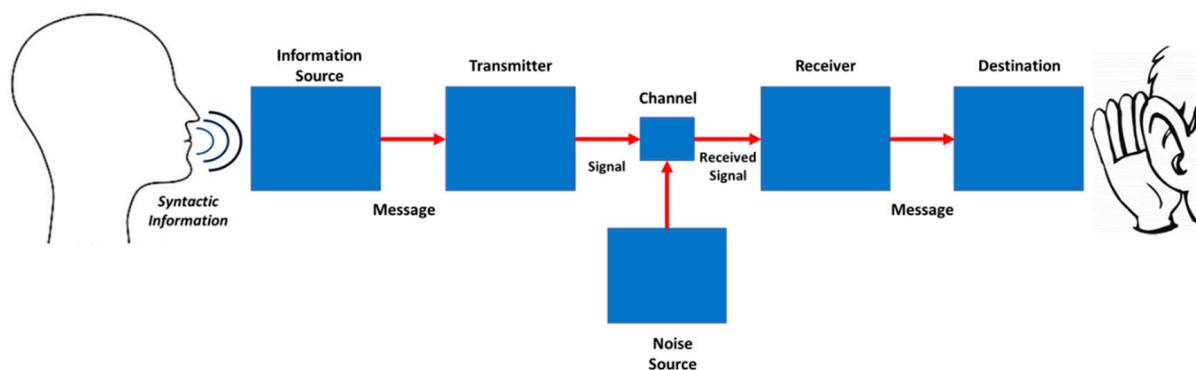 Information
Source
Transmitter
Channel
Receiver
Destination
Syntactic
Information
Message
Signal
Received
Signal
Message
Noise
Source